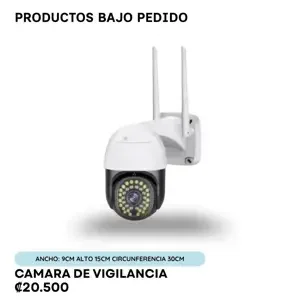 PRODUCTOS BAJO PEDIDO
ANCHO: 9CM ALTO 15CM CIRCUNFERENCIA 30CM
CAMARA DE VIGILANCIA
₡20.500